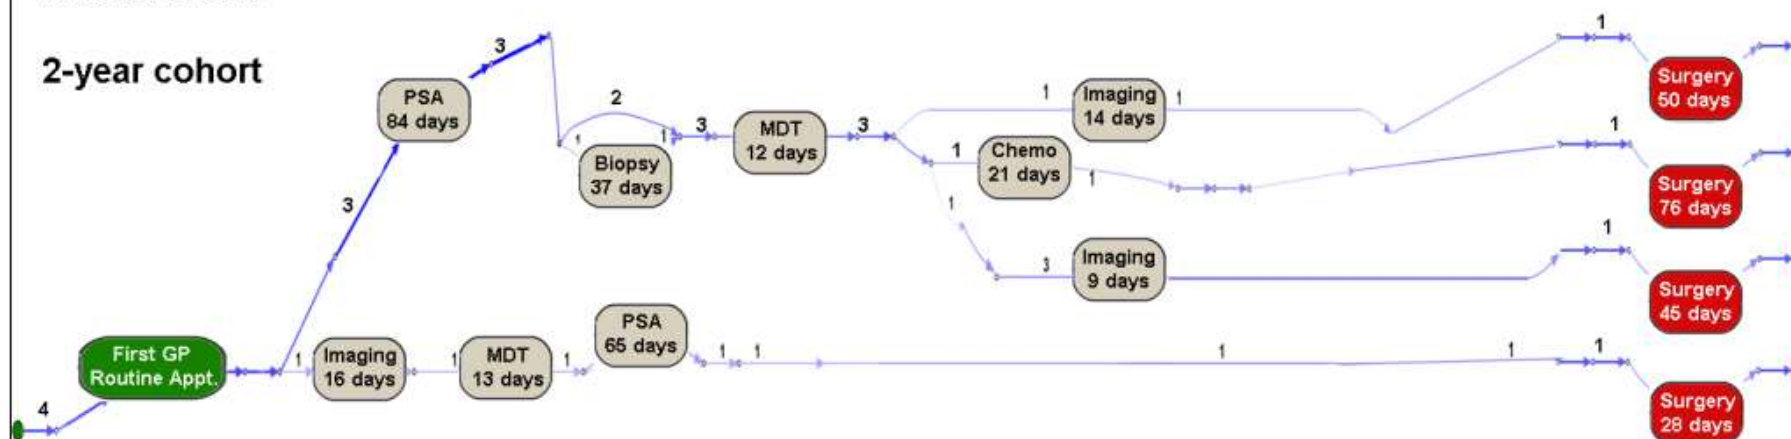 2-year cohort
4
First GP
Routine Appt.
3
PSA
84 days
3
1
2
Biopsy
37 days
1
3
MDT
12 days
3
1
Imaging
14 days
1
1
Surgery
50 days
1
Chemo
21 days
1
1
Surgery
76 days
1
3
Imaging
9 days
1
Surgery
45 days
1
Imaging
16 days
1
MDT
13 days
1
PSA
65 days
1
1
1
1
1
Surgery
28 days